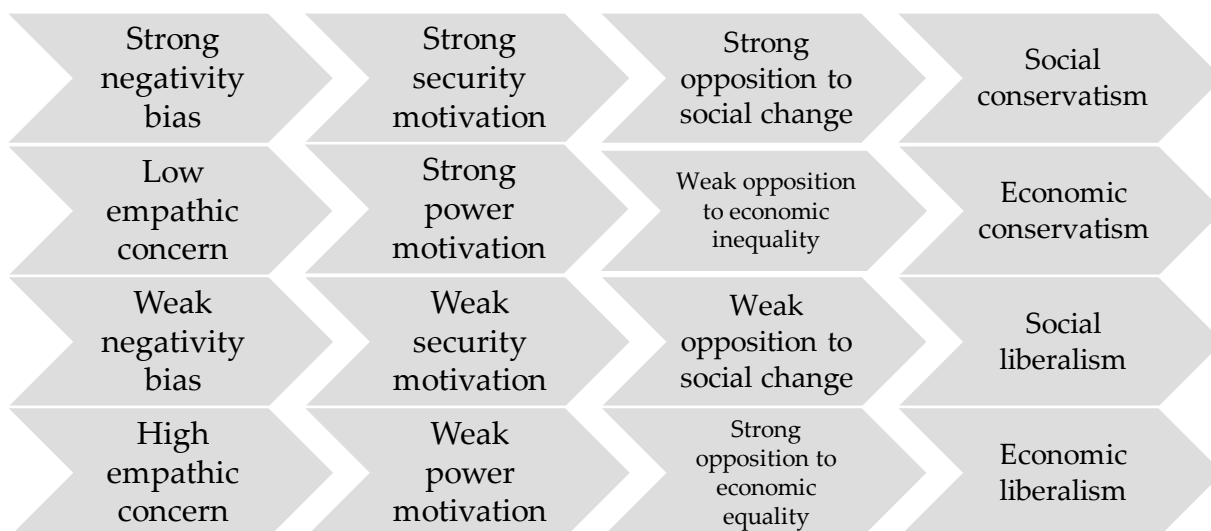 Strong
negativity
bias
Strong
security
motivation
Strong
opposition to
social change
Social
conservatism
Low
empathic
concern
Strong
power
motivation
Weak opposition
to economic
inequality
Economic
conservatism
Weak
negativity
bias
Weak
security
motivation
Weak
opposition to
social change
Social
liberalism
High
empathic
concern
Weak
power
motivation
Strong
opposition to
economic
equality
Economic
liberalism